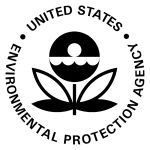 • UNITED STATES •
ENVIRONMENTAL PROTECTION AGENCY